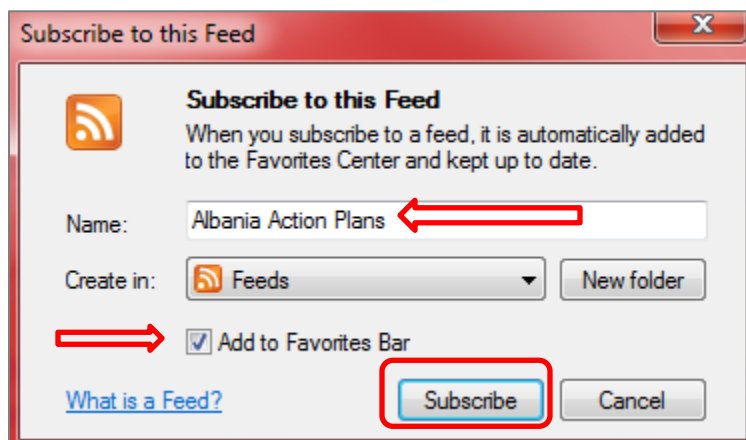 Subscribe to this Feed
Subscribe to this Feed
When you subscribe to a feed, it is automatically added
to the Favorites Center and kept up to date.
Name: Albania Action Plans
Create in: Feeds New folder
Add to Favorites Bar
What is a Feed? Subscribe Cancel